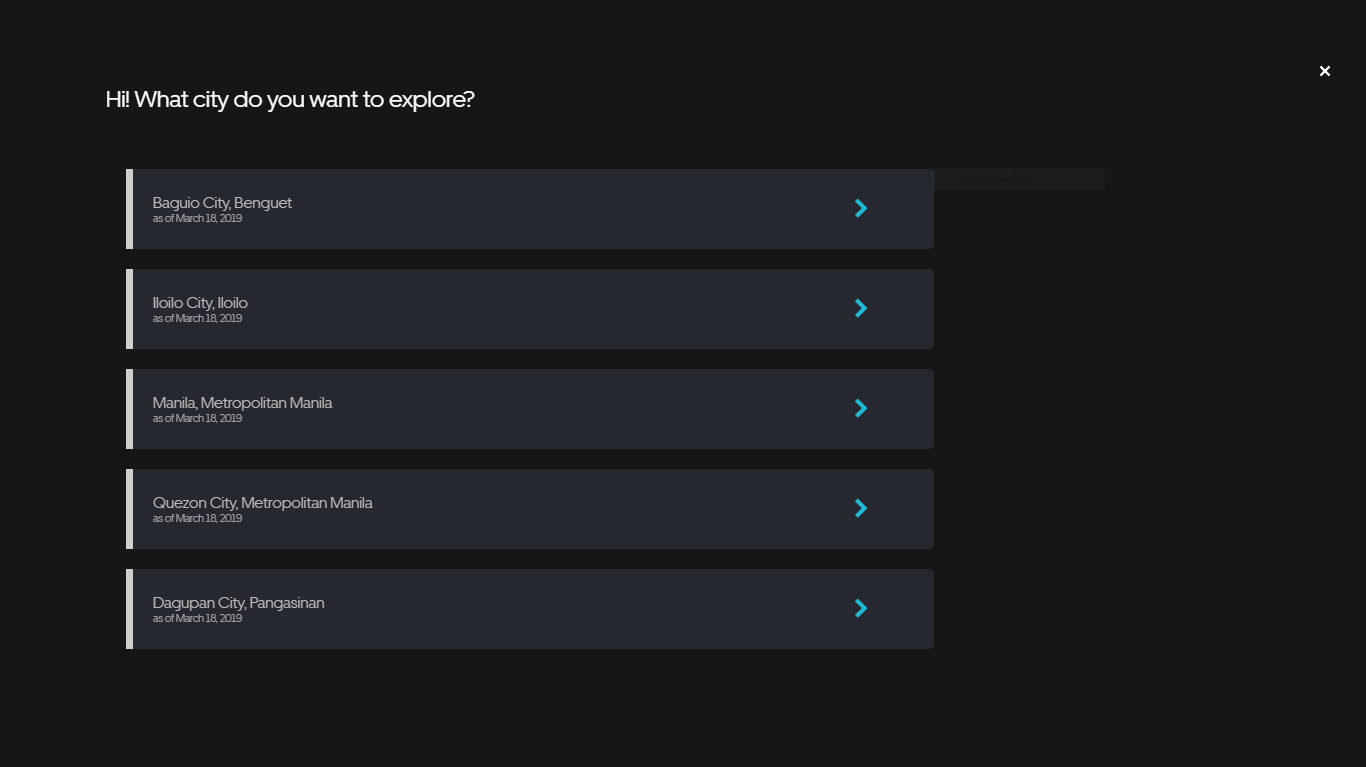 Hi! What city do you want to explore?
Baguio City, Benguet
as of March 18, 2019
Window Snip
Iloilo City, Iloilo
as of March 18, 2019
Manila, Metropolitan Manila
as of March 18, 2019
Quezon City, Metropolitan Manila
as of March 18, 2019
Dagupan City, Pangasinan
as of March 18, 2019